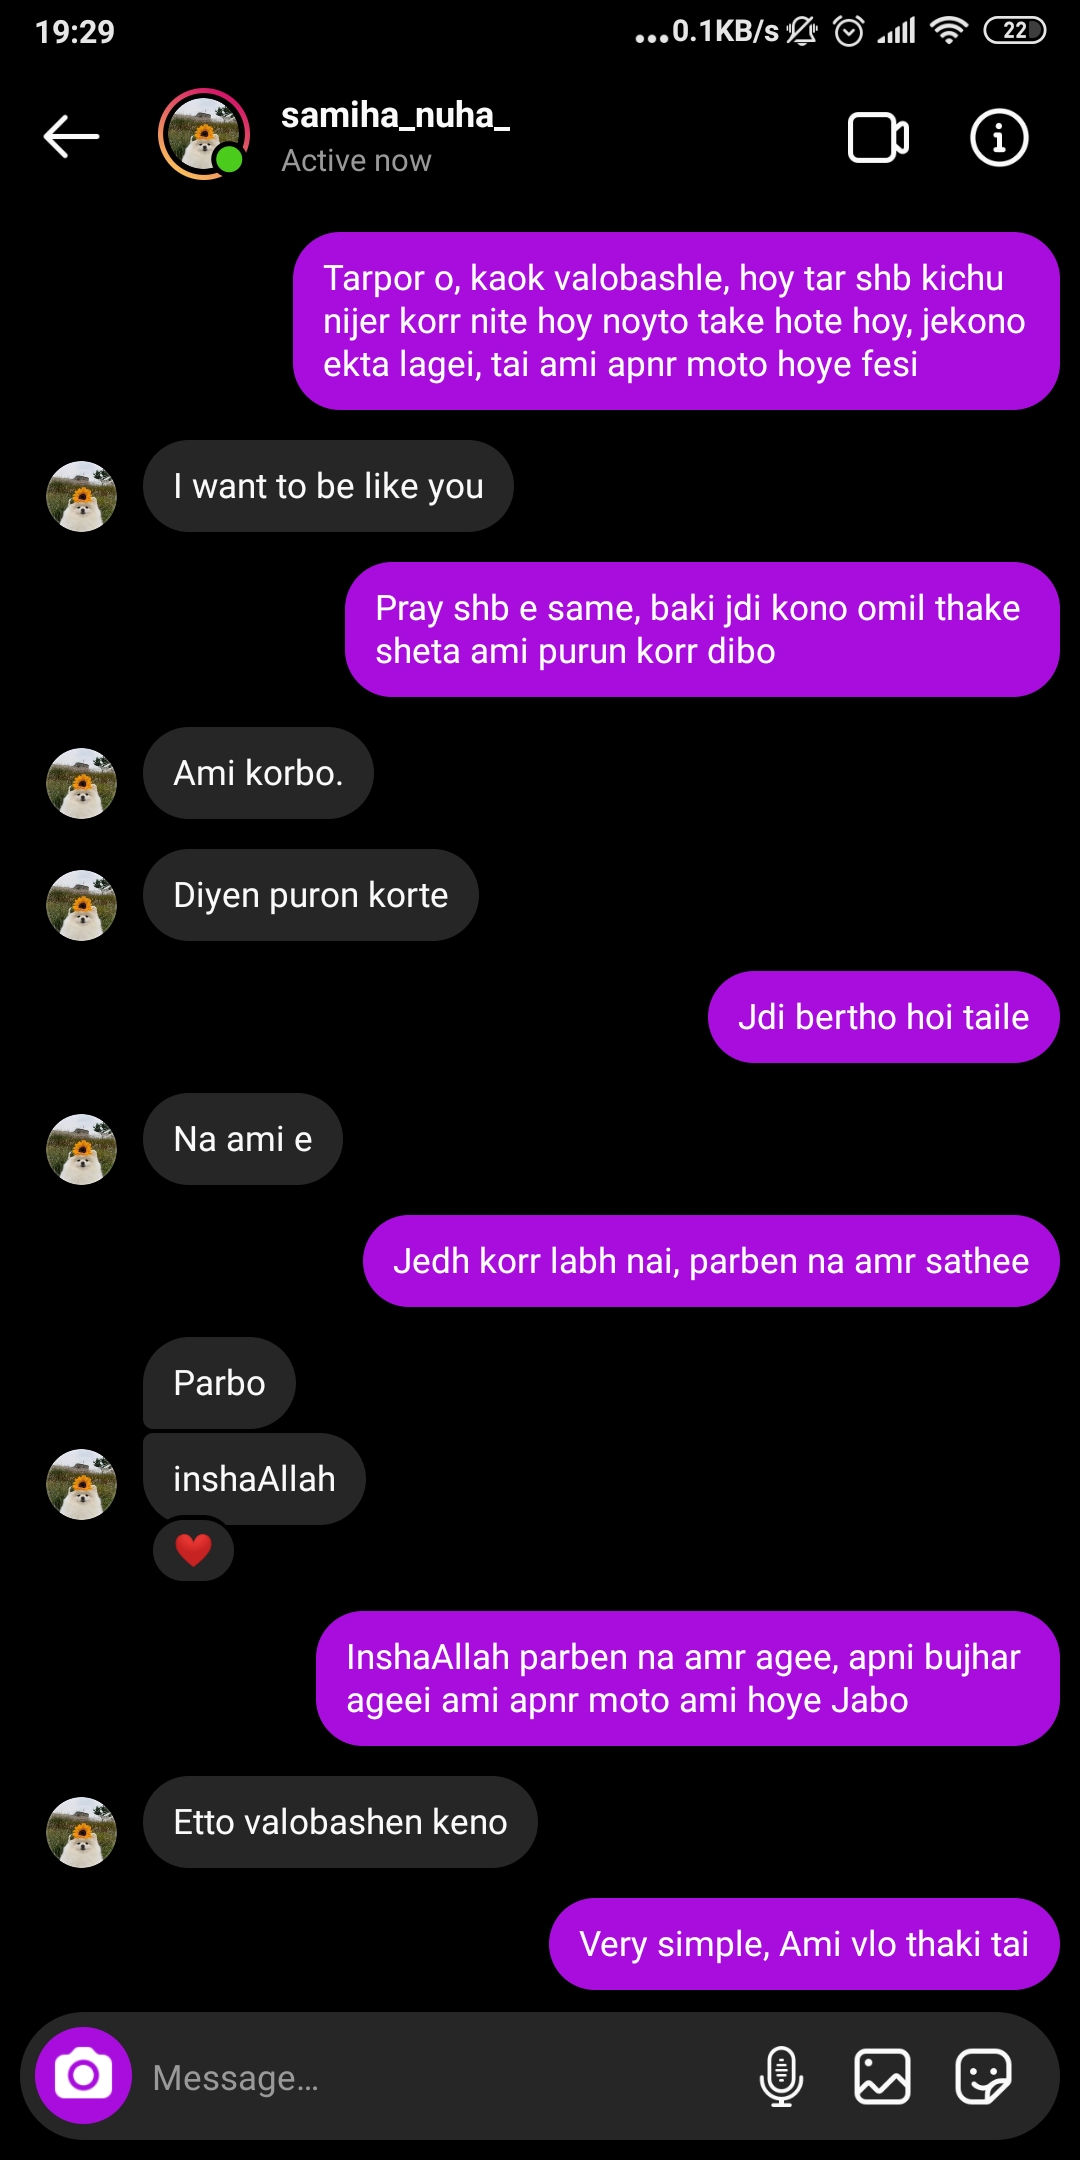 19:29
...0.1KB/s
22
samiha_nuha_
Active now
Tarpor o, kaok valobashle, hoy tar shb kichu
nijer korr nite hoy noyto take hote hoy, jekono
ekta lagei, tai ami apnr moto hoye fesi
I want to be like you
Pray shb e same, baki jdi kono omil thake
sheta ami purun korr dibo
Ami korbo.
Diyen puron korte
Jdi bertho hoi taile
Na ami e
Jedh korr labh nai, parben na amr sathee
Parbo
inshaAllah
InshaAllah parben na amr agee, apni bujhar
ageei ami apnr moto ami hoye Jabo
Etto valobashen keno
Very simple, Ami vlo thaki tai
Message...